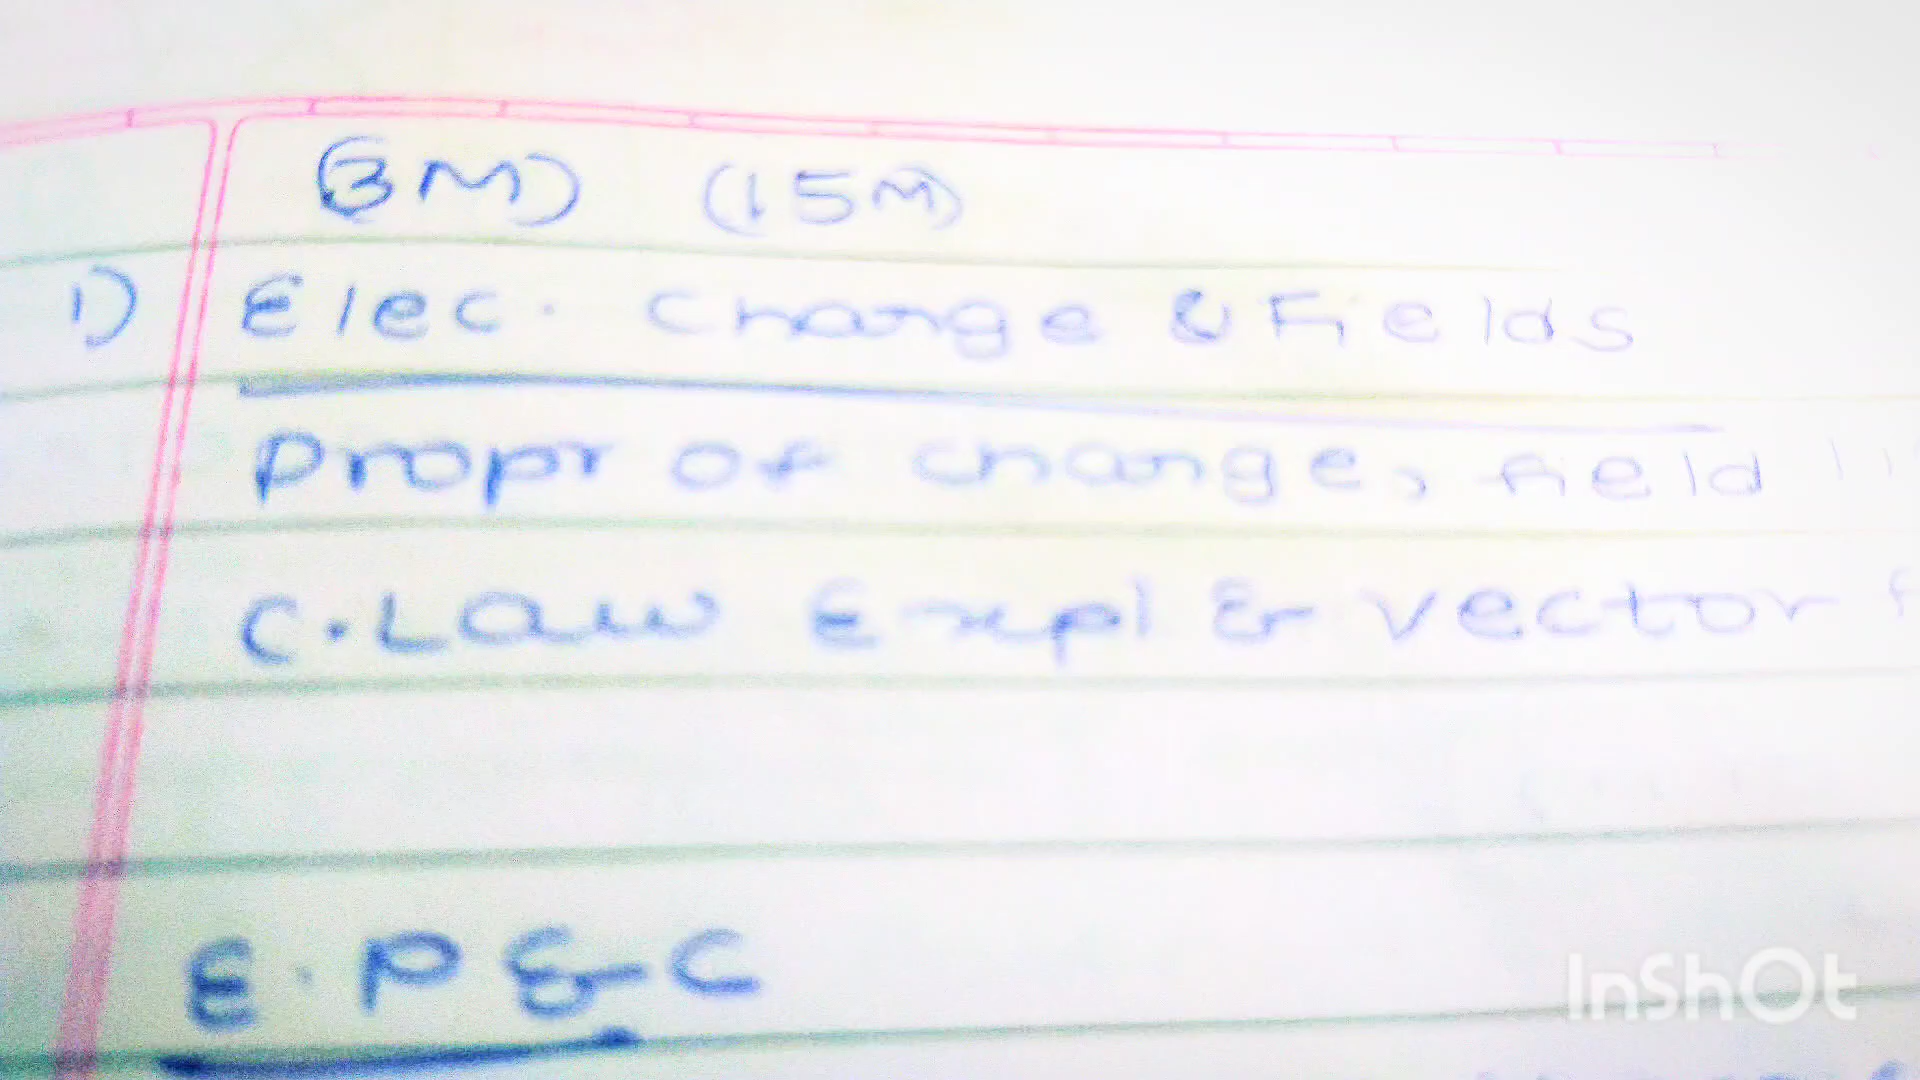 (3M) (15M)
1) Elec. Charge & Fields
Propr of charge, field
C. Law Expl & vector
E. P & C
InShOt